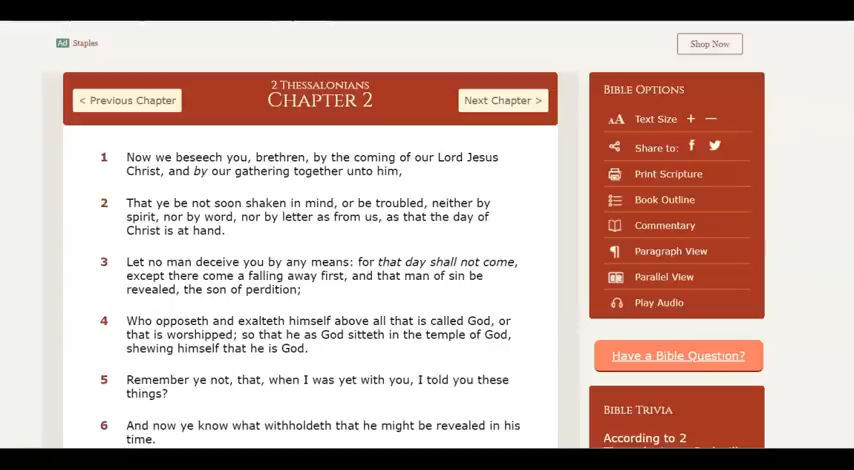 Ad Staples
Shop Now
2 THESSALONIANS
CHAPTER 2
< Previous Chapter
Next Chapter >
1 Now we beseech you, brethren, by the coming of our Lord Jesus
Christ, and by our gathering together unto him,
2 That ye be not soon shaken in mind, or be troubled, neither by
spirit, nor by word, nor by letter as from us, as that the day of
Christ is at hand.
3 Let no man deceive you by any means: for that day shall not come,
except there come a falling away first, and that man of sin be
revealed, the son of perdition;
4 Who opposeth and exalteth himself above all that is called God, or
that is worshipped; so that he as God sitteth in the temple of God,
shewing himself that he is God.
5 Remember ye not, that, when I was yet with you, I told you these
things?
6 And now ye know what withholdeth that he might be revealed in his
time.
BIBLE OPTIONS
AA Text Size + —
Share to:
Print Scripture
Book Outline
Commentary
Paragraph View
Parallel View
Play Audio
Have a Bible Question?
BIBLE TRIVIA
According to 2